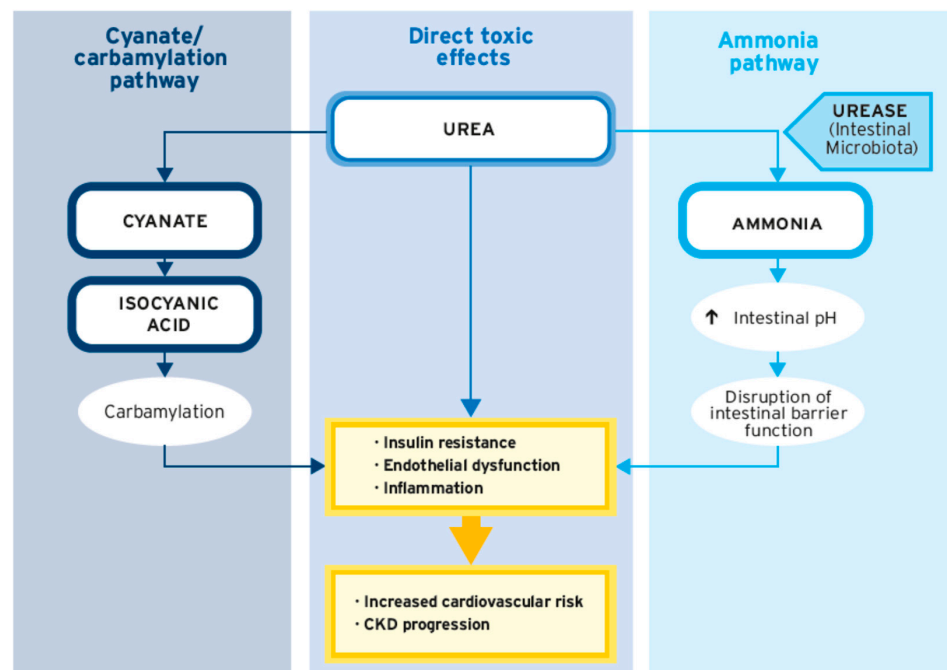 Cyanate/
carbamylation
pathway
Direct toxic
effects
Ammonia
pathway
UREA
UREASE
(Intestinal
Microbiota)
CYANATE
AMMONIA
ISOCYANIC
ACID
↑ Intestinal pH
Carbamylation
Disruption of
intestinal barrier
function
· Insulin resistance
· Endothelial dysfunction
· Inflammation
· Increased cardiovascular risk
· CKD progression